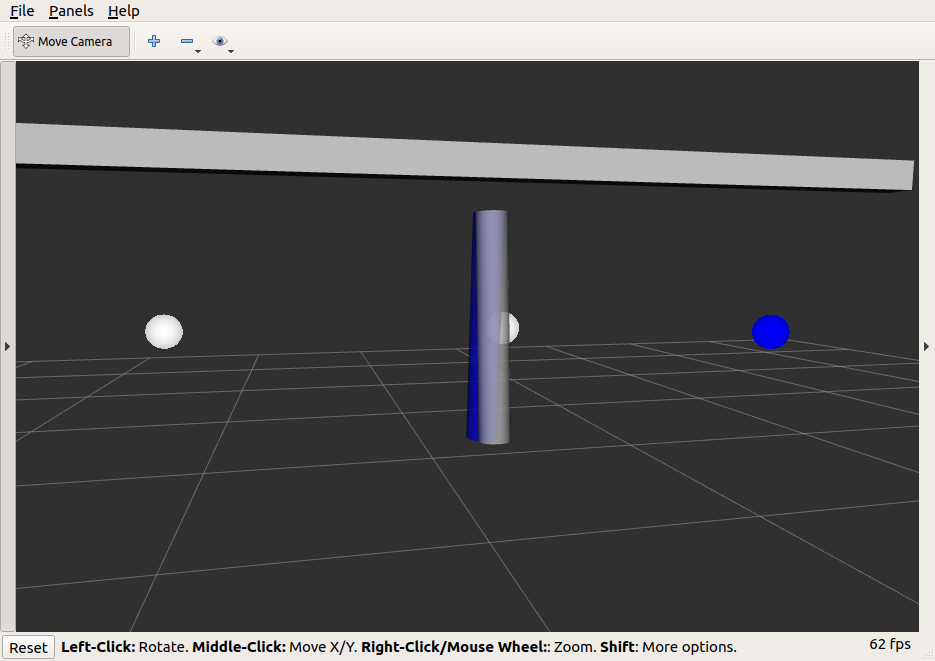 File Panels Help
Move Camera
Reset Left-Click: Rotate. Middle-Click: Move X/Y. Right-Click/Mouse Wheel:: Zoom. Shift: More options. 62 fps